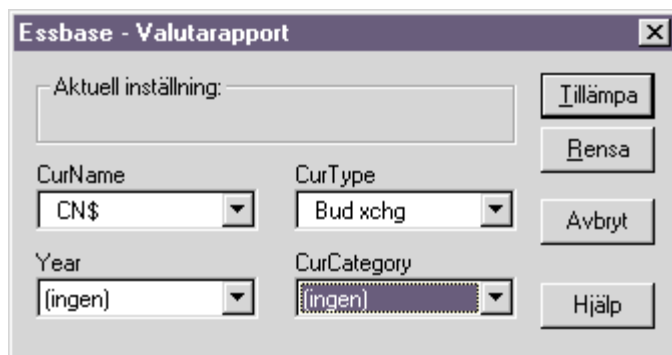 Essbase - Valutarapport
Aktuell inställning:
Tillämpa
Rensa
CurName
CurType
CN$
Bud xchg
Avbryt
Year
CurCategory
(ingen)
(ingen)
Hjälp